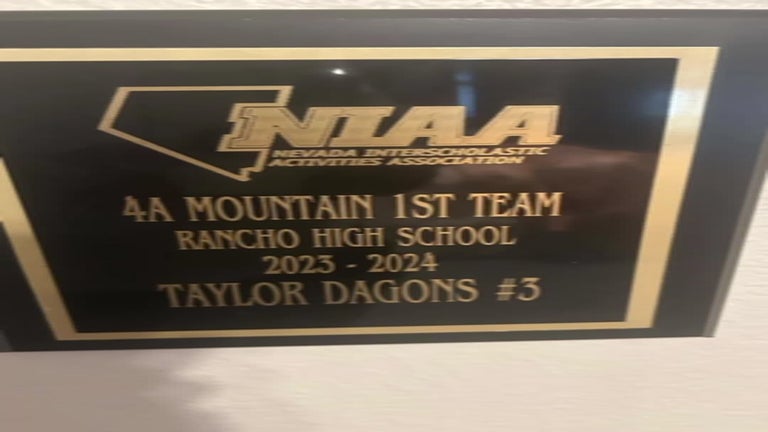 NIAA
NEVADA INTERSCHOLASTIC
ACTIVITIES ASSOCIATION
4A MOUNTAIN 1ST TEAM
RANCHO HIGH SCHOOL
2023 - 2024
TAYLOR DAGONS #3